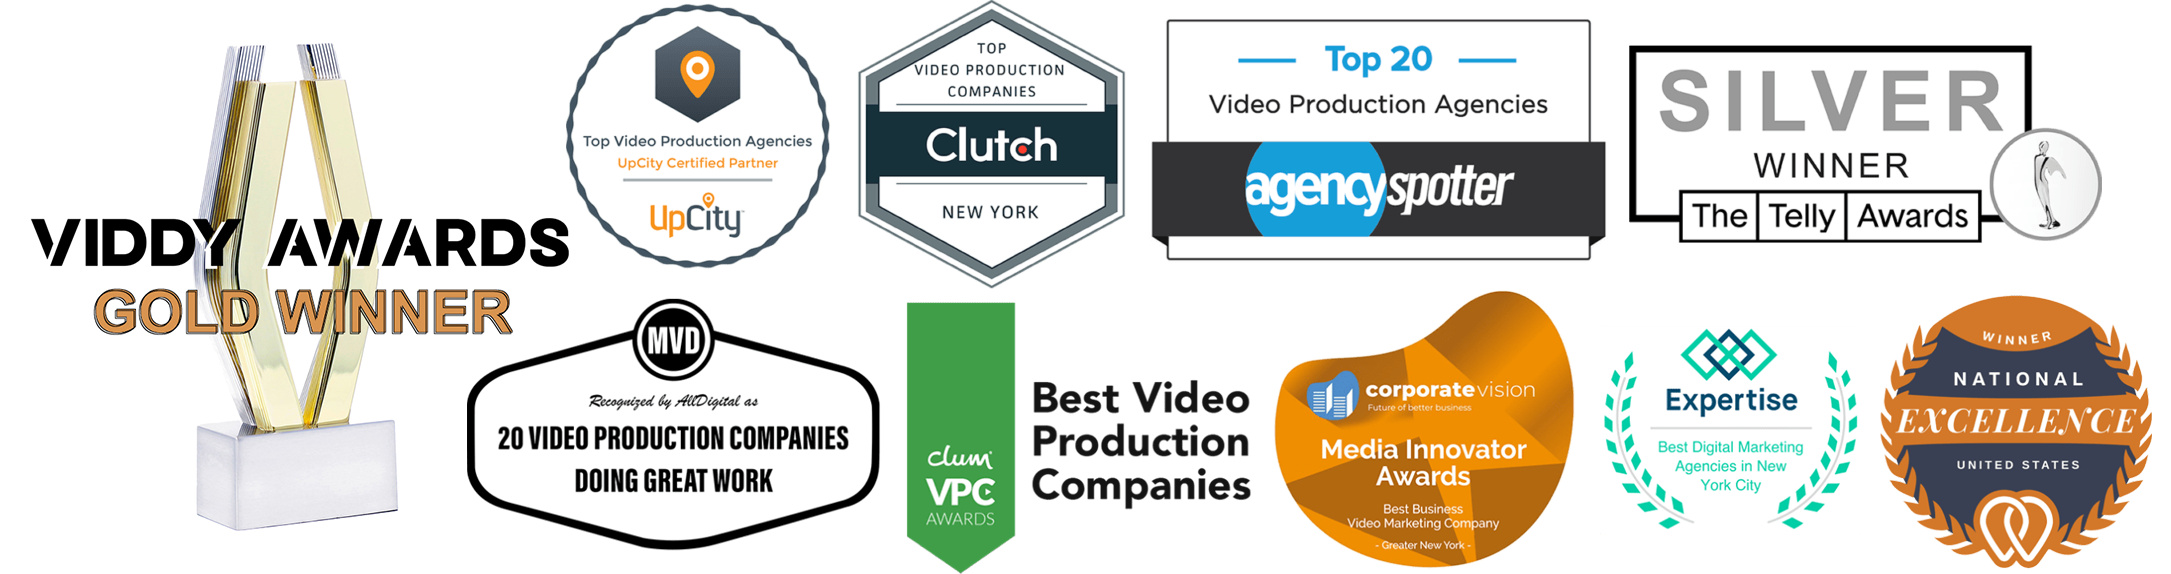 VIDDY AWARDS
GOLD WINNER
Top Video Production Agencies
UpCity Certified Partner
UpCity
TOP
VIDEO PRODUCTION
COMPANIES
Clutch
NEW YORK
Top 20
Video Production Agencies
agencyspotter
SILVER
WINNER
The Telly Awards
MVD
Recognized by AllDigital as
20 VIDEO PRODUCTION COMPANIES
DOING GREAT WORK
clum
VPC
AWARDS
Best Video
Production
Companies
corporatevision
Future of better business
Media Innovator
Awards
Best Business
Video Marketing Company
- Greater New York -
Expertise
Best Digital Marketing
Agencies in New
York City
WINNER
NATIONAL
EXCELLENCE
UNITED STATES